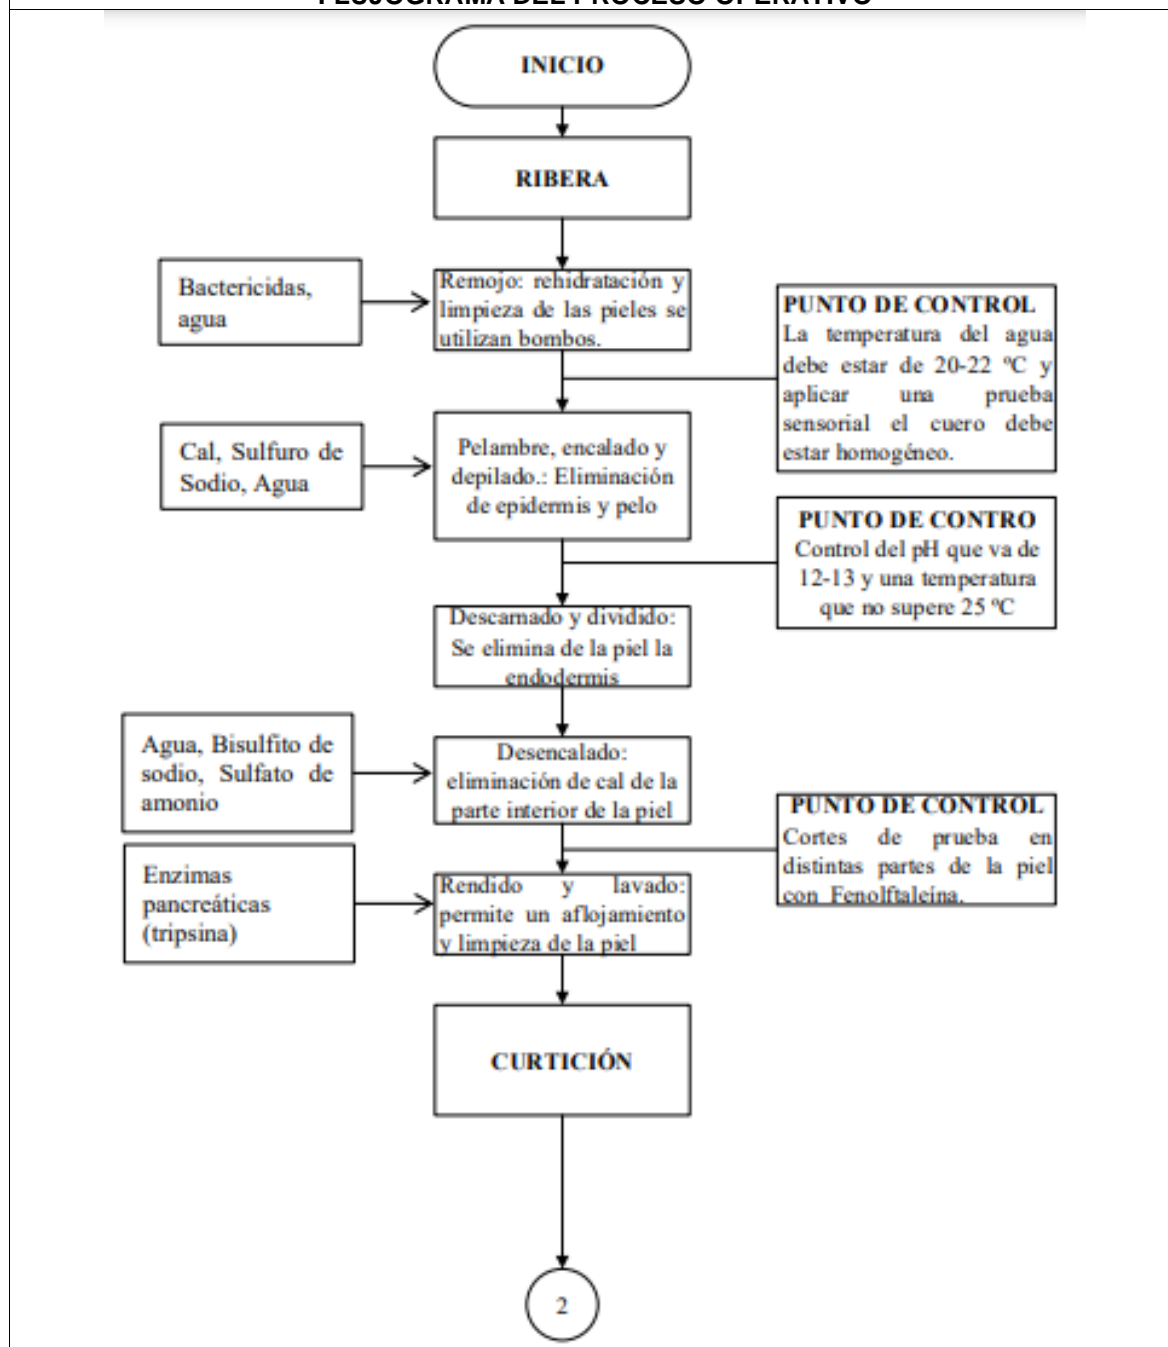 FLUJOGRAMA DEL PROCESO OPERATIVO
INICIO
RIBERA
Bactericidas,
agua
Remojo: rehidratación y
limpieza de las pieles se
utilizan bombos.
PUNTO DE CONTROL
La temperatura del agua
debe estar de 20-22 ºC y
aplicar una prueba
sensorial el cuero debe
estar homogéneo.
Cal, Sulfuro de
Sodio, Agua
Pelambre, encalado y
depilado.: Eliminación
de epidermis y pelo
PUNTO DE CONTRO
Control del pH que va de
12-13 y una temperatura
que no supere 25 ºC
Descarnado y dividido:
Se elimina de la piel la
endodermis
Agua, Bisulfito de
sodio, Sulfato de
amonio
Desencalado:
eliminación de cal de la
parte interior de la piel
PUNTO DE CONTROL
Cortes de prueba en
distintas partes de la piel
con Fenolftaleína.
Enzimas
pancreáticas
(tripsina)
Rendido y lavado:
permite un aflojamiento
y limpieza de la piel
CURTICIÓN
2